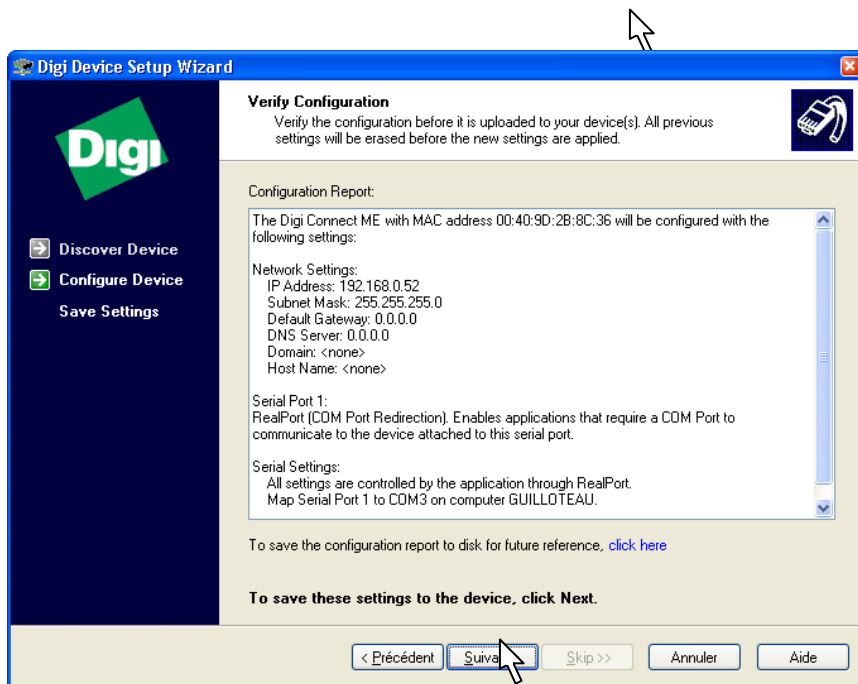 Digi Device Setup Wizard
Verify Configuration
Verify the configuration before it is uploaded to your device(s). All previous
settings will be erased before the new settings are applied.
Digi
Discover Device
Configure Device
Save Settings
Configuration Report:
The Digi Connect ME with MAC address 00:40:9D:2B:8C:36 will be configured with the
following settings:
Network Settings:
IP Address: 192.168.0.52
Subnet Mask: 255.255.255.0
Default Gateway: 0.0.0.0
DNS Server: 0.0.0.0
Domain: <none>
Host Name: <none>
Serial Port 1:
RealPort (COM Port Redirection). Enables applications that require a COM Port to
communicate to the device attached to this serial port.
Serial Settings:
All settings are controlled by the application through RealPort.
Map Serial Port 1 to COM3 on computer GUILLOTEAU.
To save the configuration report to disk for future reference, click here
To save these settings to the device, click Next.
< Précédent
Skip >>
Annuler
Aide